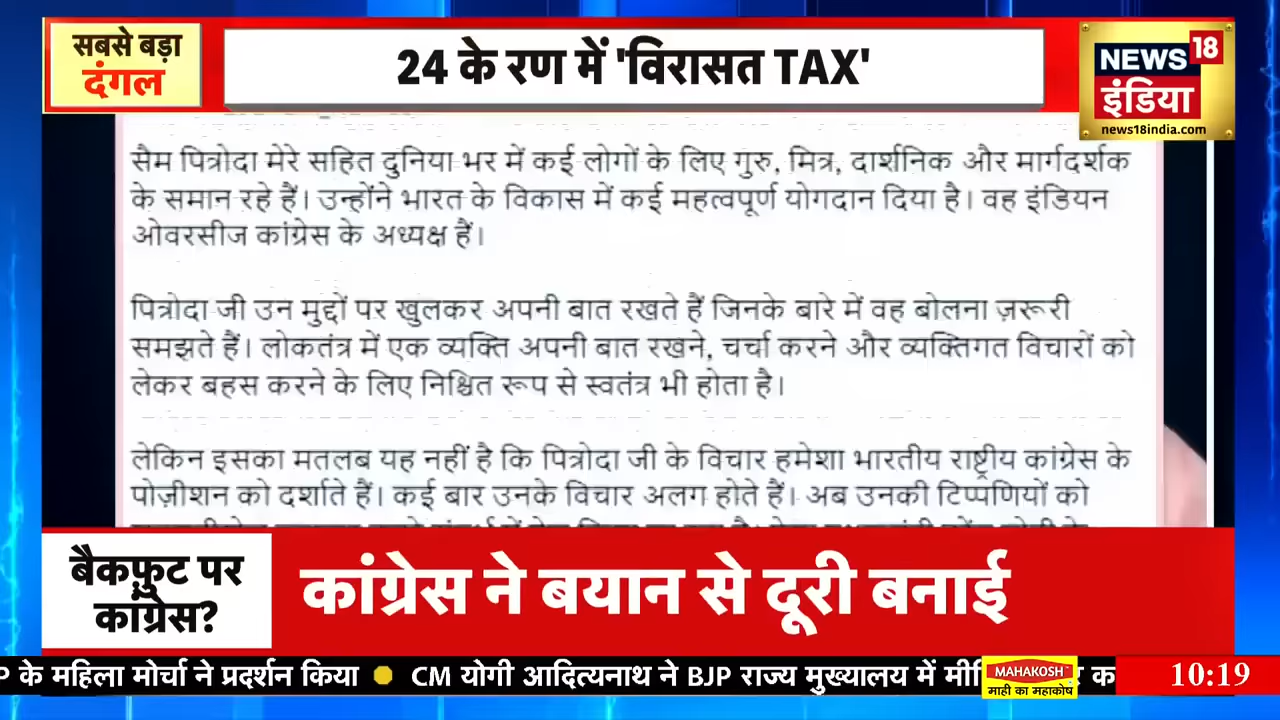 सबसे बड़ा
दंगल
24 के रण में 'विरासत TAX'
NEWS 18
इंडिया
news18india.com
सैम पित्रोदा मेरे सहित दुनिया भर में कई लोगों के लिए गुरु, मित्र, दार्शनिक और मार्गदर्शक
के समान रहे हैं। उन्होंने भारत के विकास में कई महत्वपूर्ण योगदान दिया है। वह इंडियन
ओवरसीज कांग्रेस के अध्यक्ष हैं।
पित्रोदा जी उन मुद्दों पर खुलकर अपनी बात रखते हैं जिनके बारे में वह बोलना ज़रूरी
समझते हैं। लोकतंत्र में एक व्यक्ति अपनी बात रखने, चर्चा करने और व्यक्तिगत विचारों को
लेकर बहस करने के लिए निश्चित रूप से स्वतंत्र भी होता है।
लेकिन इसका मतलब यह नहीं है कि पित्रोदा जी के विचार हमेशा भारतीय राष्ट्रीय कांग्रेस के
पोज़ीशन को दर्शाते हैं। कई बार उनके विचार अलग होते हैं। अब उनकी टिप्पणियों को
बैकफ़ुट पर
कांग्रेस?
कांग्रेस ने बयान से दूरी बनाई
P के महिला मोर्चा ने प्रदर्शन किया CM योगी आदित्यनाथ ने BJP राज्य मुख्यालय में
MAHAKOSH
माही का महाकोष
10:19